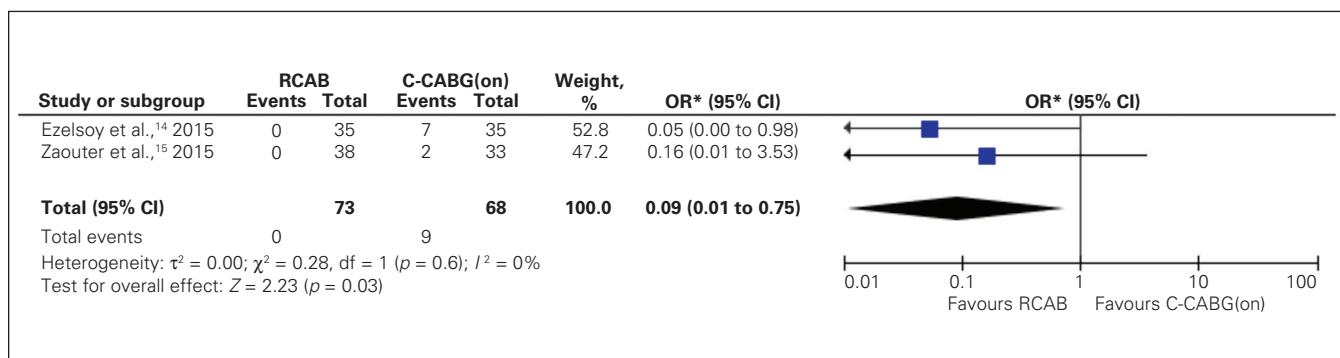 RCAB C-CABG(on) Weight,
Study or subgroup Events Total Events Total % OR* (95% CI) OR* (95% CI)
Ezelsoy et al.,¹⁴ 2015 0 35 7 35 52.8 0.05 (0.00 to 0.98)
Zaouter et al.,¹⁵ 2015 0 38 2 33 47.2 0.16 (0.01 to 3.53)
Total (95% CI) 73 68 100.0 0.09 (0.01 to 0.75)
Total events 0 9
Heterogeneity: τ² = 0.00; χ² = 0.28, df = 1 (p = 0.6); I² = 0%
Test for overall effect: Z = 2.23 (p = 0.03)
0.01 0.1 1 10 100
Favours RCAB Favours C-CABG(on)